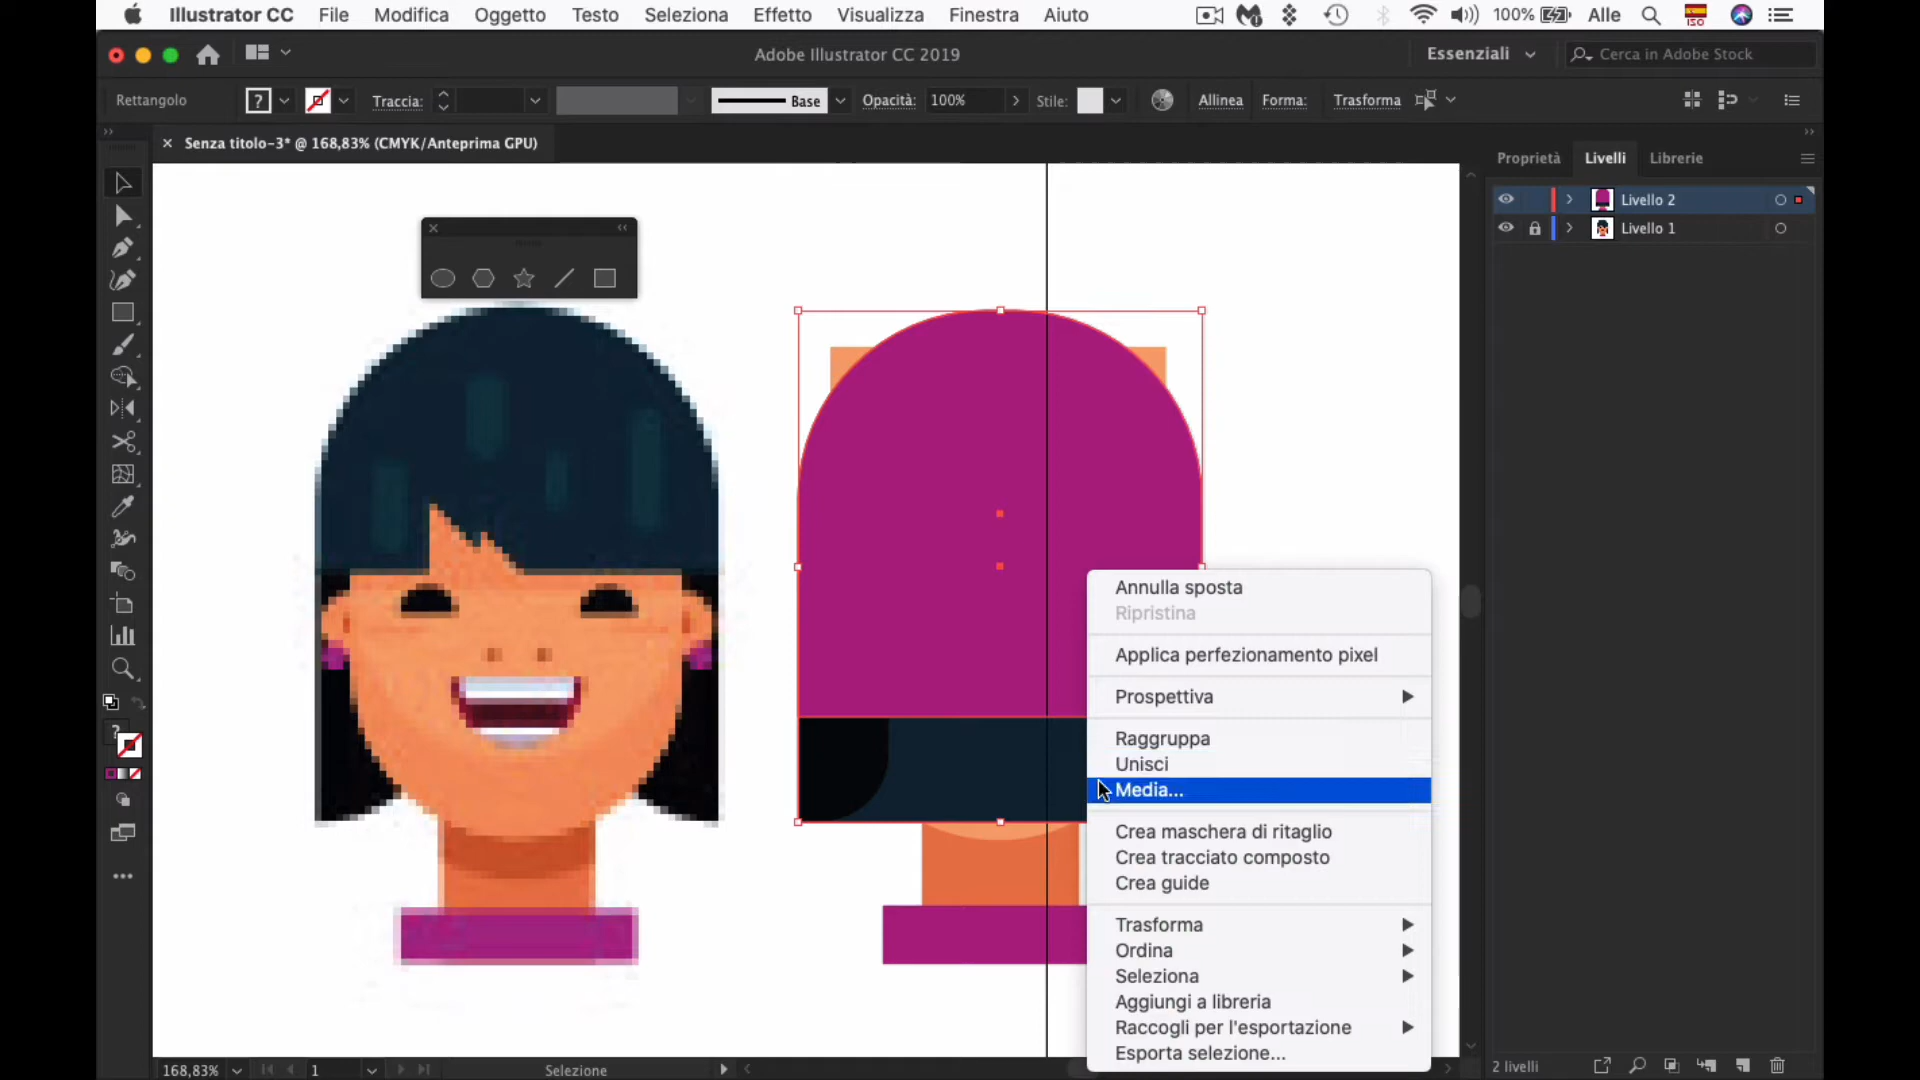 Illustrator CC File Modifica Oggetto Testo Seleziona Effetto Visualizza Finestra Aiuto 100% Alle ISO
Adobe Illustrator CC 2019 Essenziali Cerca in Adobe Stock
Rettangolo ? Traccia: Base Opacità: 100% Stile: Allinea Forma: Trasforma
Senza titolo-3* @ 168,83% (CMYK/Anteprima GPU)
Proprietà Livelli Librerie
Livello 2
Livello 1
Annulla sposta
Ripristina
Applica perfezionamento pixel
Prospettiva
Raggruppa
Unisci
Media...
Crea maschera di ritaglio
Crea tracciato composto
Crea guide
Trasforma
Ordina
Seleziona
Aggiungi a libreria
Raccogli per l'esportazione
Esporta selezione...
?
168,83% 1 Selezione 2 livelli